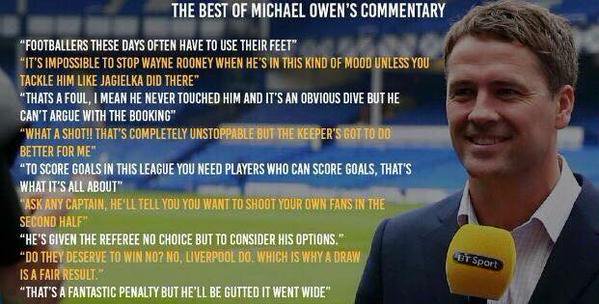 THE BEST OF MICHAEL OWEN'S COMMENTARY
"FOOTBALLERS THESE DAYS OFTEN HAVE TO USE THEIR FEET"
"IT'S IMPOSSIBLE TO STOP WAYNE ROONEY WHEN HE'S IN THIS KIND OF MOOD UNLESS YOU
TACKLE HIM LIKE JAGIELKA DID THERE"
"THATS A FOUL, I MEAN HE NEVER TOUCHED HIM AND IT'S AN OBVIOUS DIVE BUT HE
CAN'T ARGUE WITH THE BOOKING"
"WHAT A SHOT!! THAT'S COMPLETELY UNSTOPPABLE BUT THE KEEPER'S GOT TO DO
BETTER FOR ME"
"TO SCORE GOALS IN THIS LEAGUE YOU NEED PLAYERS WHO CAN SCORE GOALS, THAT'S
WHAT IT'S ALL ABOUT"
"ASK ANY CAPTAIN, HE'LL TELL YOU YOU WANT TO SHOOT YOUR OWN FANS IN THE
SECOND HALF"
"HE'S GIVEN THE REFEREE NO CHOICE BUT TO CONSIDER HIS OPTIONS."
"DO THEY DESERVE TO WIN NO? NO, LIVERPOOL DO. WHICH IS WHY A DRAW
IS A FAIR RESULT."
"THAT'S A FANTASTIC PENALTY BUT HE'LL BE GUTTED IT WENT WIDE"
BT Sport